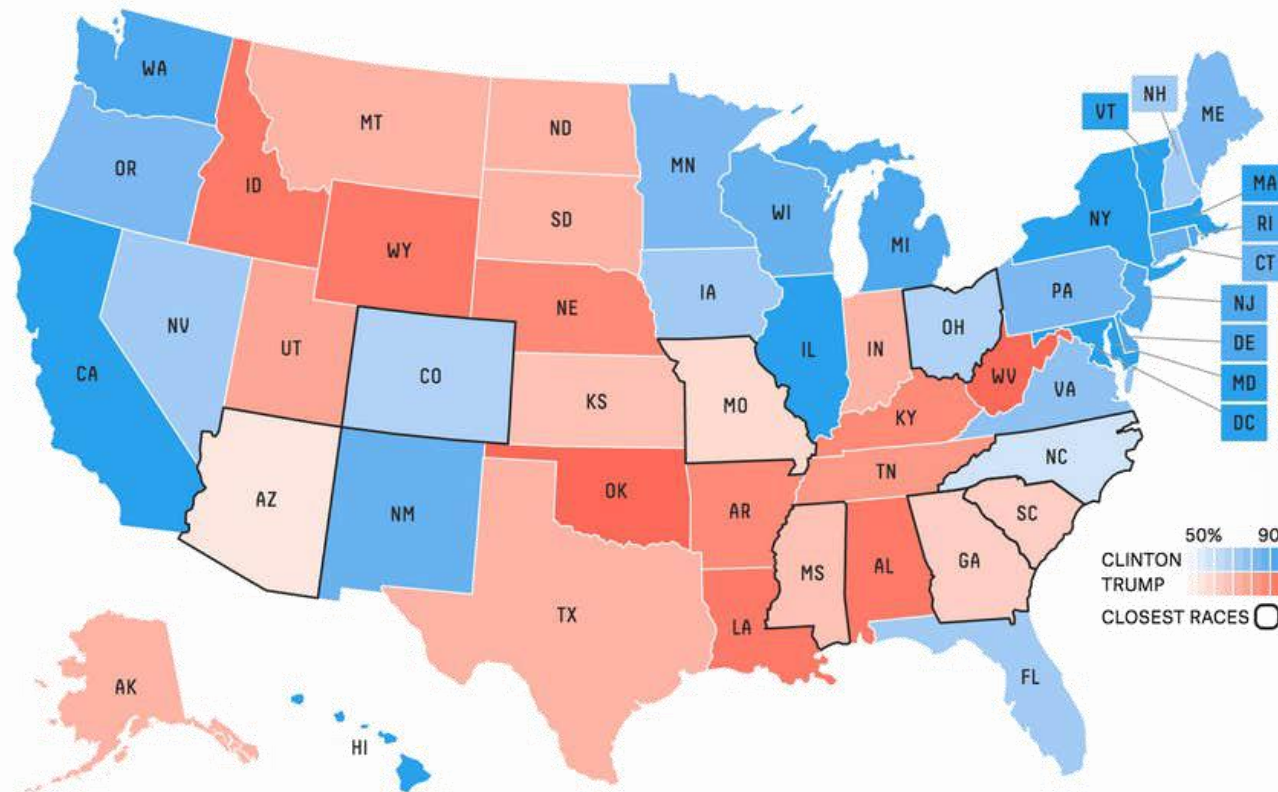 WA
NH
VT
ME
MT
ND
MN
OR
ID
SD
WI
MI
NY
MA
RI
CT
WY
PA
NE
IA
NJ
NV
UT
OH
DE
CA
CO
IL
IN
WV
MD
VA
KS
MO
KY
DC
NC
AZ
NM
OK
TN
AR
SC
MS
AL
GA
TX
LA
50% 90
CLINTON
TRUMP
CLOSEST RACES
FL
AK
HI